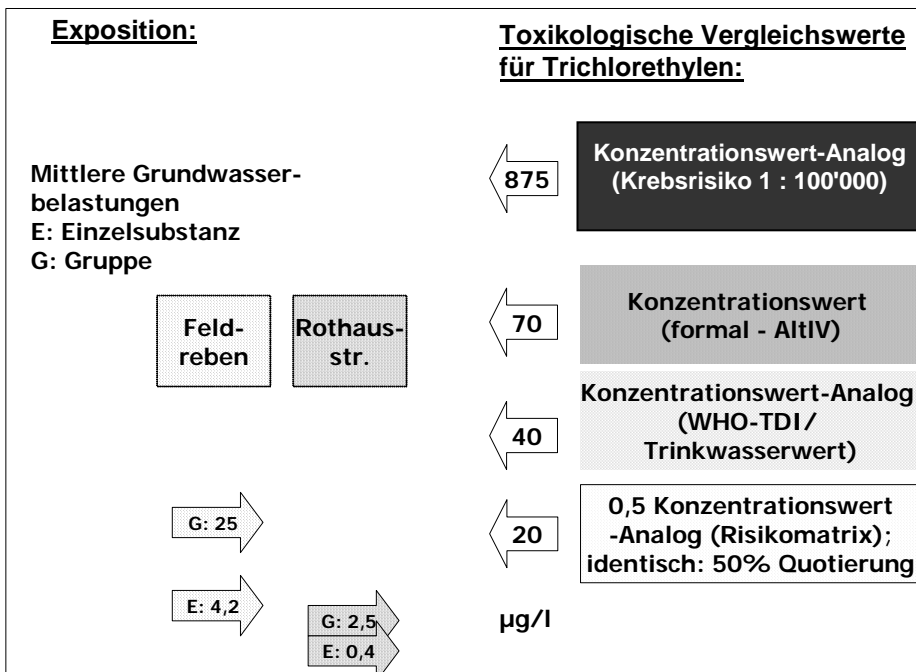 Exposition:
Toxikologische Vergleichswerte
für Trichlorethylen:
Mittlere Grundwasser-
belastungen
E: Einzelsubstanz
G: Gruppe
875
Konzentrationswert-Analog
(Krebsrisiko 1 : 100'000)
Feld-
reben
Rothaus-
str.
70
Konzentrationswert
(formal - AltlV)
40
Konzentrationswert-Analog
(WHO-TDI/
Trinkwasserwert)
G: 25
20
0,5 Konzentrationswert
-Analog (Risikomatrix);
identisch: 50% Quotierung
E: 4,2
G: 2,5
E: 0,4
µg/l